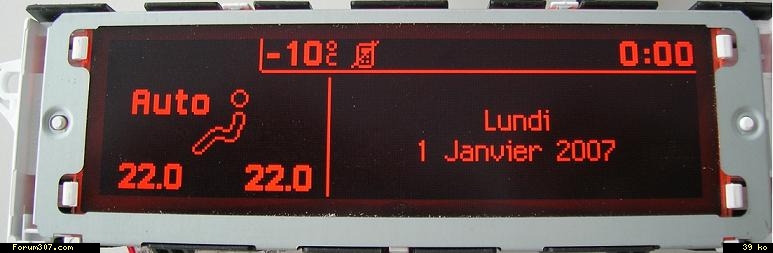 -10°C
0:00
Auto
22.0 22.0
Lundi
1 Janvier 2007
Forum307.com
39 ko